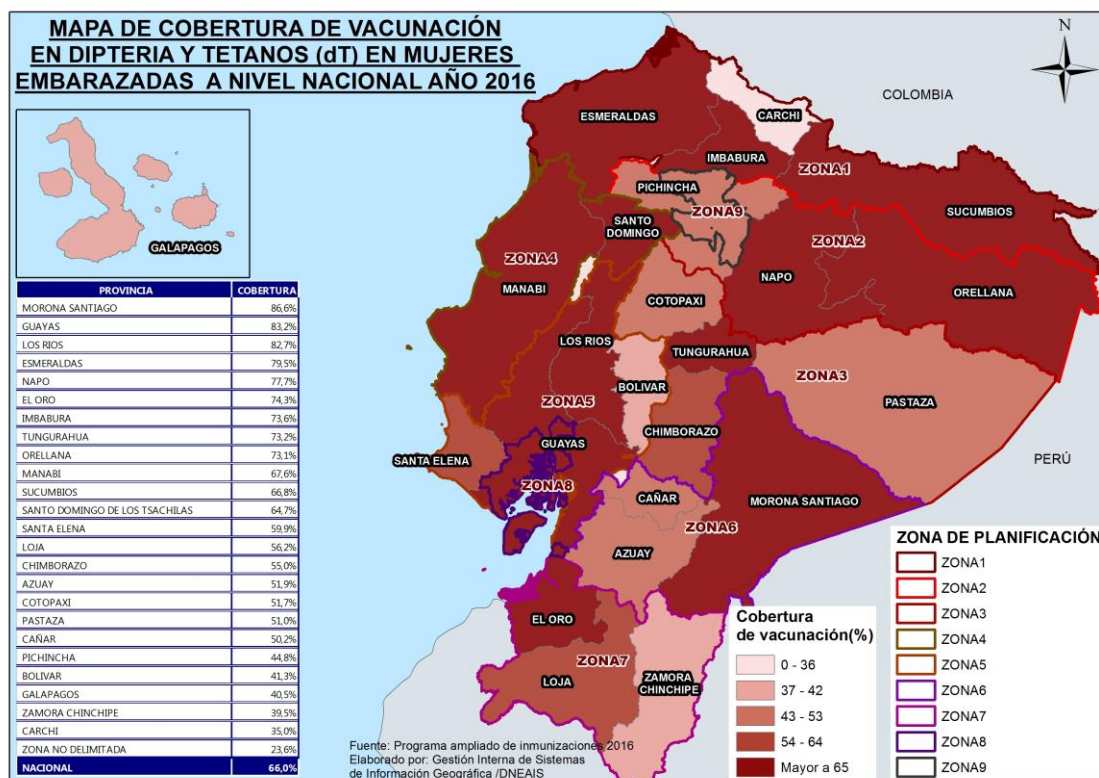 MAPA DE COBERTURA DE VACUNACIÓN
EN DIPTERIA Y TETANOS (dT) EN MUJERES
EMBARAZADAS A NIVEL NACIONAL AÑO 2016
N
COLOMBIA
ESMERALDAS
CARCHI
IMBABURA
ZONA1
PICHINCHA
ZONA9
SUCUMBIOS
SANTO
DOMINGO
ZONA2
ZONA4
NAPO
MANABI
COTOPAXI
ORELLANA
LOS RIOS
TUNGURAHUA
ZONA3
BOLIVAR
PASTAZA
ZONA5
CHIMBORAZO
GUAYAS
SANTA ELENA
PERÚ
ZONA8
MORONA SANTIAGO
CAÑAR
ZONA6
AZUAY
EL ORO
ZONA7
LOJA
ZAMORA
CHINCHIPE
GALAPAGOS
PROVINCIA COBERTURA
MORONA SANTIAGO 86,6%
GUAYAS 83,2%
LOS RIOS 82,7%
ESMERALDAS 79,5%
NAPO 77,7%
EL ORO 74,3%
IMBABURA 73,6%
TUNGURAHUA 73,2%
ORELLANA 73,1%
MANABI 67,6%
SUCUMBIOS 66,8%
SANTO DOMINGO DE LOS TSACHILAS 64,7%
SANTA ELENA 59,9%
LOJA 56,2%
CHIMBORAZO 55,0%
AZUAY 51,9%
COTOPAXI 51,7%
PASTAZA 51,0%
CAÑAR 50,2%
PICHINCHA 44,8%
BOLIVAR 41,3%
GALAPAGOS 40,5%
ZAMORA CHINCHIPE 39,5%
CARCHI 35,0%
ZONA NO DELIMITADA 23,6%
NACIONAL 66,0%
Fuente: Programa ampliado de inmunizaciones 2016
Elaborado por: Gestión Interna de Sistemas
de Información Geográfica /DNEAIS
Cobertura
de vacunación(%)
0 - 36
37 - 42
43 - 53
54 - 64
Mayor a 65
ZONA DE PLANIFICACIÓN
ZONA1
ZONA2
ZONA3
ZONA4
ZONA5
ZONA6
ZONA7
ZONA8
ZONA9